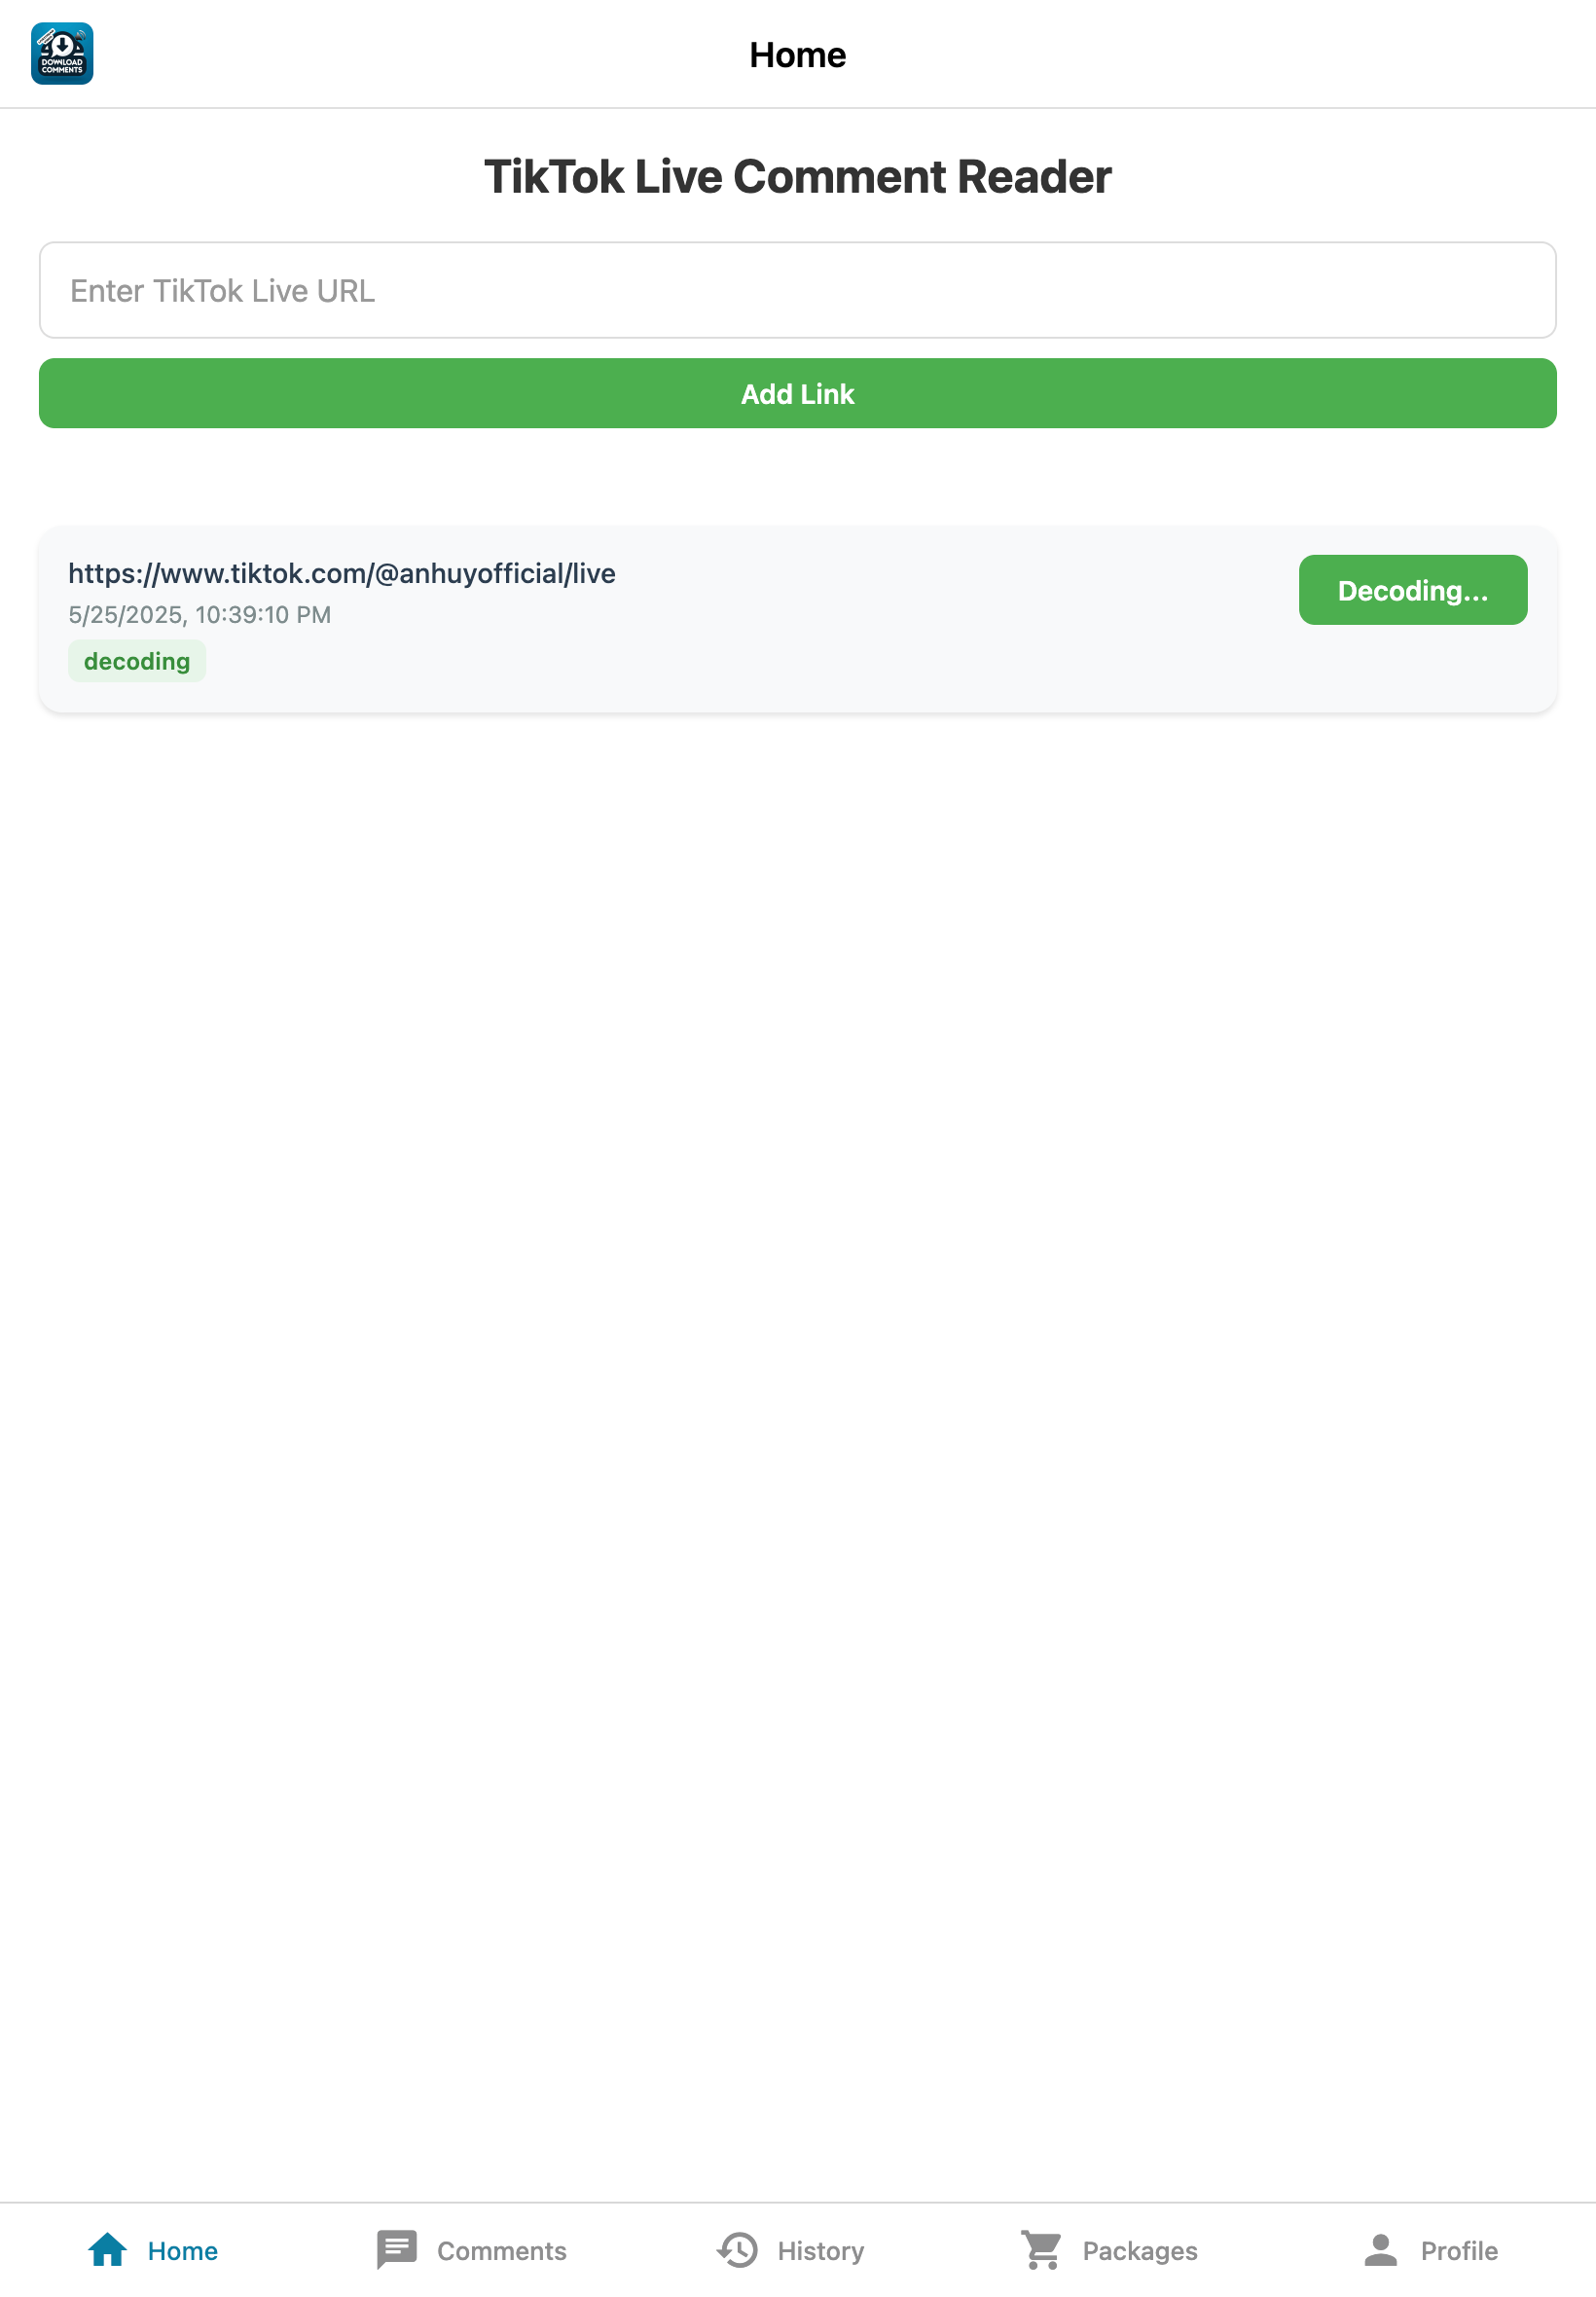 DOWNLOAD
COMMENTS
Home
TikTok Live Comment Reader
Enter TikTok Live URL
Add Link
https://www.tiktok.com/@anhuyofficial/live
5/25/2025, 10:39:10 PM
decoding
Decoding...
Home
Comments
History
Packages
Profile